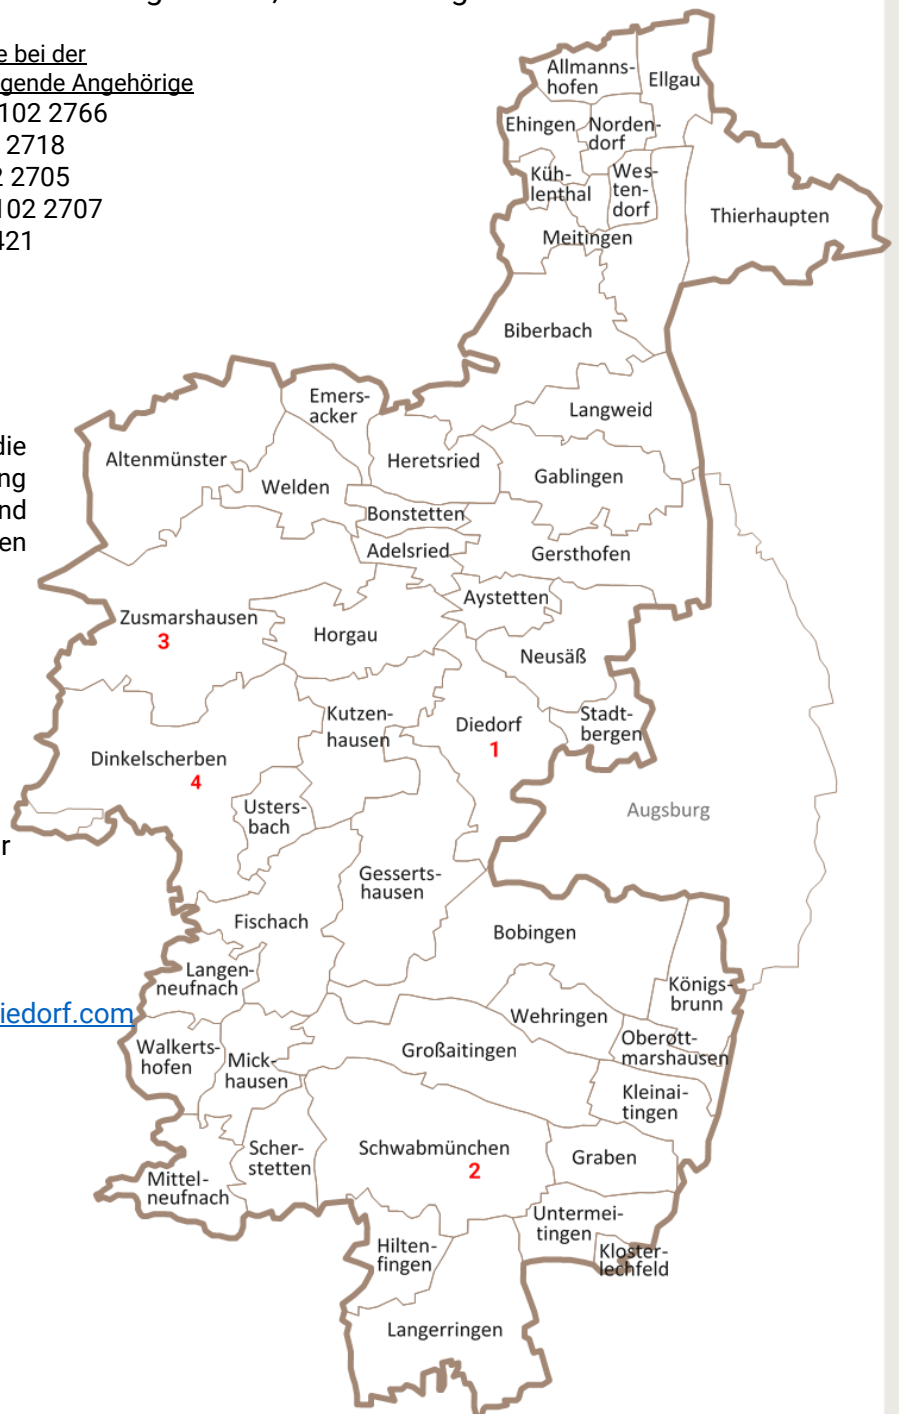 e bei der
gende Angehörige
102 2766
2718
2705
102 2707
421
die
ng
nd
en
r
iedorf.com
Allmanns-
hofen
Ellgau
Ehingen
Norden-
dorf
Küh-
lenthal
Wes-
ten-
dorf
Thierhaupten
Meitingen
Biberbach
Emers-
acker
Langweid
Altenmünster
Heretsried
Gablingen
Welden
Bonstetten
Adelsried
Gersthofen
Aystetten
Zusmarshausen
3
Horgau
Neusäß
Kutzen-
hausen
Diedorf
1
Stadt-
bergen
Dinkelscherben
4
Usters-
bach
Augsburg
Gesserts-
hausen
Fischach
Bobingen
Langen-
neufnach
Königs-
brunn
Wehringen
Walkerts-
hofen
Mick-
hausen
Großaitingen
Oberott-
marshausen
Kleinai-
tingen
Scher-
stetten
Schwabmünchen
2
Graben
Mittel-
neufnach
Untermei-
tingen
Hilten-
fingen
Kloster-
lechfeld
Langerringen